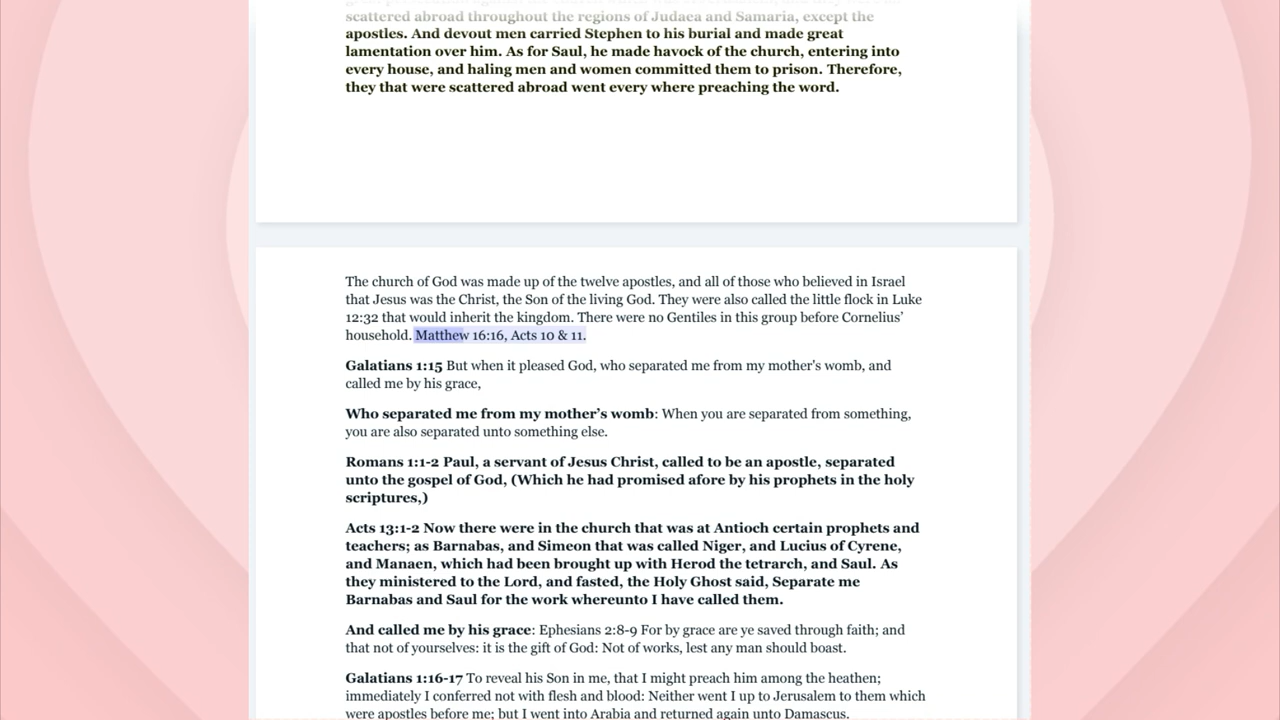 scattered abroad throughout the regions of Judaea and Samaria, except the
apostles. And devout men carried Stephen to his burial and made great
lamentation over him. As for Saul, he made havock of the church, entering into
every house, and haling men and women committed them to prison. Therefore,
they that were scattered abroad went every where preaching the word.
The church of God was made up of the twelve apostles, and all of those who believed in Israel
that Jesus was the Christ, the Son of the living God. They were also called the little flock in Luke
12:32 that would inherit the kingdom. There were no Gentiles in this group before Cornelius’
household. Matthew 16:16, Acts 10 & 11.
Galatians 1:15 But when it pleased God, who separated me from my mother's womb, and
called me by his grace,
Who separated me from my mother’s womb: When you are separated from something,
you are also separated unto something else.
Romans 1:1-2 Paul, a servant of Jesus Christ, called to be an apostle, separated
unto the gospel of God, (Which he had promised afore by his prophets in the holy
scriptures,)
Acts 13:1-2 Now there were in the church that was at Antioch certain prophets and
teachers; as Barnabas, and Simeon that was called Niger, and Lucius of Cyrene,
and Manaen, which had been brought up with Herod the tetrarch, and Saul. As
they ministered to the Lord, and fasted, the Holy Ghost said, Separate me
Barnabas and Saul for the work whereunto I have called them.
And called me by his grace: Ephesians 2:8-9 For by grace are ye saved through faith; and
that not of yourselves: it is the gift of God: Not of works, lest any man should boast.
Galatians 1:16-17 To reveal his Son in me, that I might preach him among the heathen;
immediately I conferred not with flesh and blood: Neither went I up to Jerusalem to them which
were apostles before me; but I went into Arabia and returned again unto Damascus.